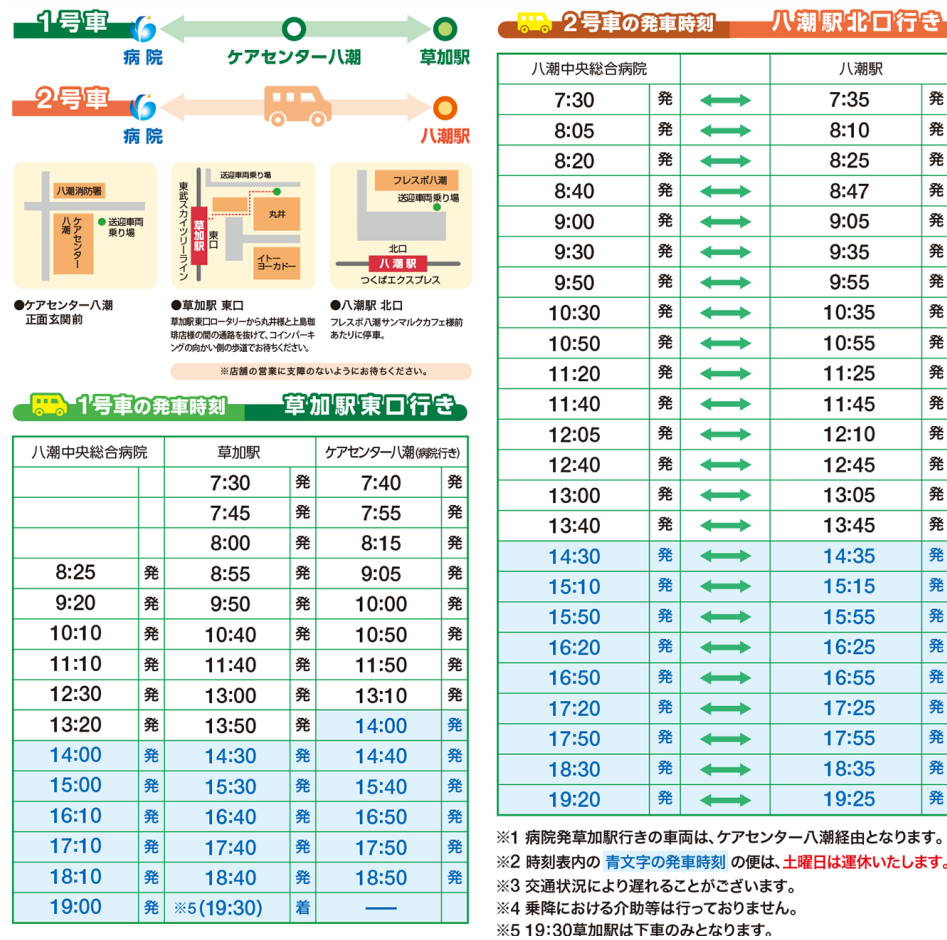 1号車
病院
ケアセンター八潮
草加駅
2号車
病院
八潮駅
八潮消防署
ケアセンター八潮
送迎車両乗り場
東武スカイツリーライン
送迎車両乗り場
草加駅
東口
丸井
イトーヨーカドー
フレスポ八潮
送迎車両乗り場
北口
八潮駅
つくばエクスプレス
●ケアセンター八潮
正面玄関前
●草加駅 東口
草加駅東口ロータリーから丸井様と上島珈
琲店様の間の通路を抜けて、コインパーキ
ングの向かい側の歩道でお待ちください。
●八潮駅 北口
フレスポ八潮サンマルクカフェ様前
あたりに停車。
※店舗の営業に支障のないようにお待ちください。
1号車の発車時刻 草加駅東口行き
八潮中央総合病院 草加駅 ケアセンター八潮(病院行き)
7:30 発 7:40 発
7:45 発 7:55 発
8:00 発 8:15 発
8:25 発 8:55 発 9:05 発
9:20 発 9:50 発 10:00 発
10:10 発 10:40 発 10:50 発
11:10 発 11:40 発 11:50 発
12:30 発 13:00 発 13:10 発
13:20 発 13:50 発 14:00 発
14:00 発 14:30 発 14:40 発
15:00 発 15:30 発 15:40 発
16:10 発 16:40 発 16:50 発
17:10 発 17:40 発 17:50 発
18:10 発 18:40 発 18:50 発
19:00 発 ※5(19:30) 着 ―
2号車の発車時刻 八潮駅北口行き
八潮中央総合病院 八潮駅
7:30 発 7:35 発
8:05 発 8:10 発
8:20 発 8:25 発
8:40 発 8:47 発
9:00 発 9:05 発
9:30 発 9:35 発
9:50 発 9:55 発
10:30 発 10:35 発
10:50 発 10:55 発
11:20 発 11:25 発
11:40 発 11:45 発
12:05 発 12:10 発
12:40 発 12:45 発
13:00 発 13:05 発
13:40 発 13:45 発
14:30 発 14:35 発
15:10 発 15:15 発
15:50 発 15:55 発
16:20 発 16:25 発
16:50 発 16:55 発
17:20 発 17:25 発
17:50 発 17:55 発
18:30 発 18:35 発
19:20 発 19:25 発
※1 病院発草加駅行きの車両は、ケアセンター八潮経由となります。
※2 時刻表内の 青文字の発車時刻 の便は、土曜日は運休いたします。
※3 交通状況により遅れることがございます。
※4 乗降における介助等は行っておりません。
※5 19:30草加駅は下車のみとなります。